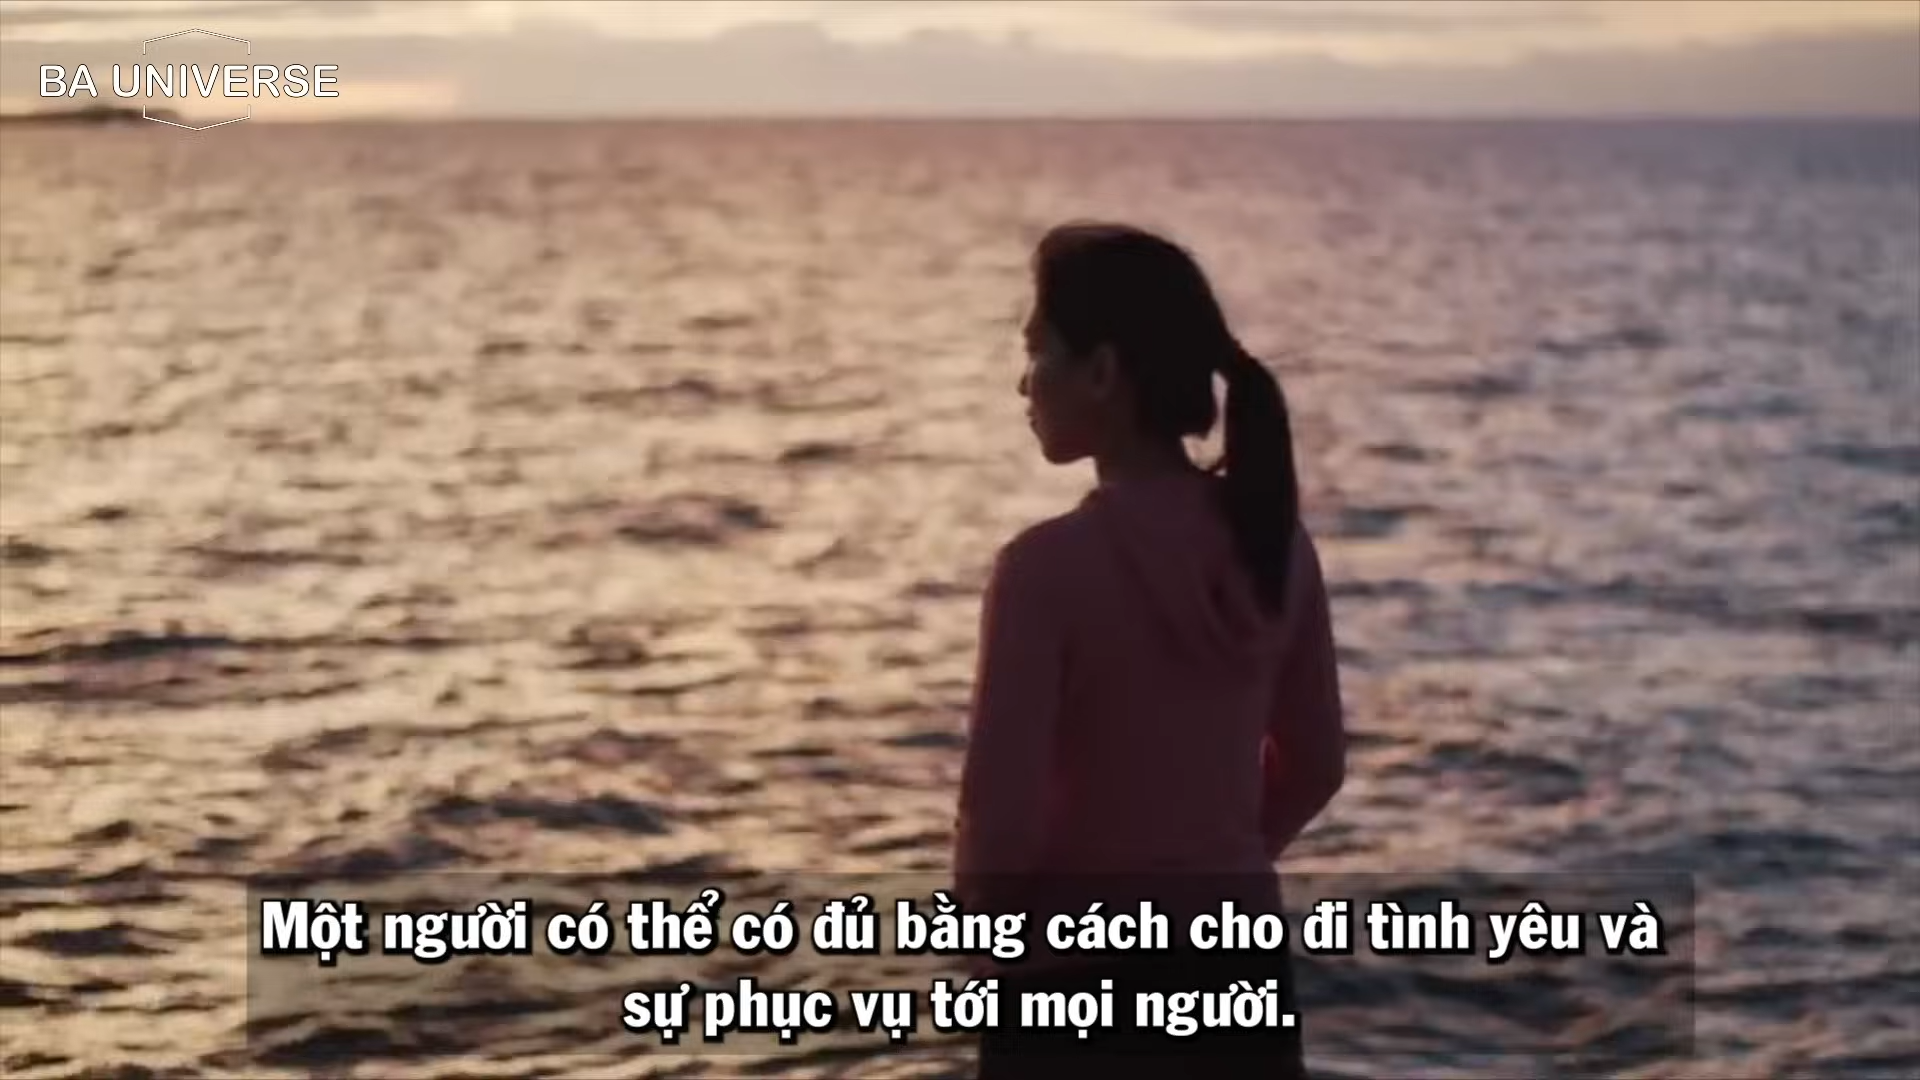 BA UNIVERSE
Một người có thể có đủ bằng cách cho đi tình yêu và
sự phục vụ tới mọi người.